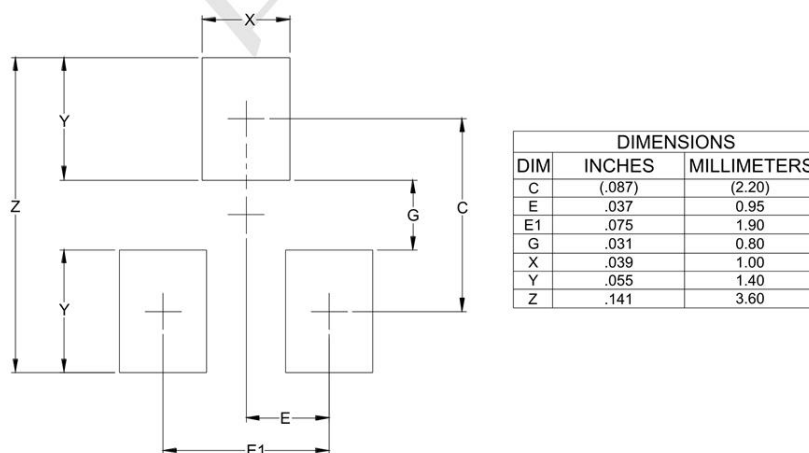 X
Y
Z
G
C
Y
E
E1
DIMENSIONS
DIM INCHES MILLIMETERS
C (.087) (2.20)
E .037 0.95
E1 .075 1.90
G .031 0.80
X .039 1.00
Y .055 1.40
Z .141 3.60